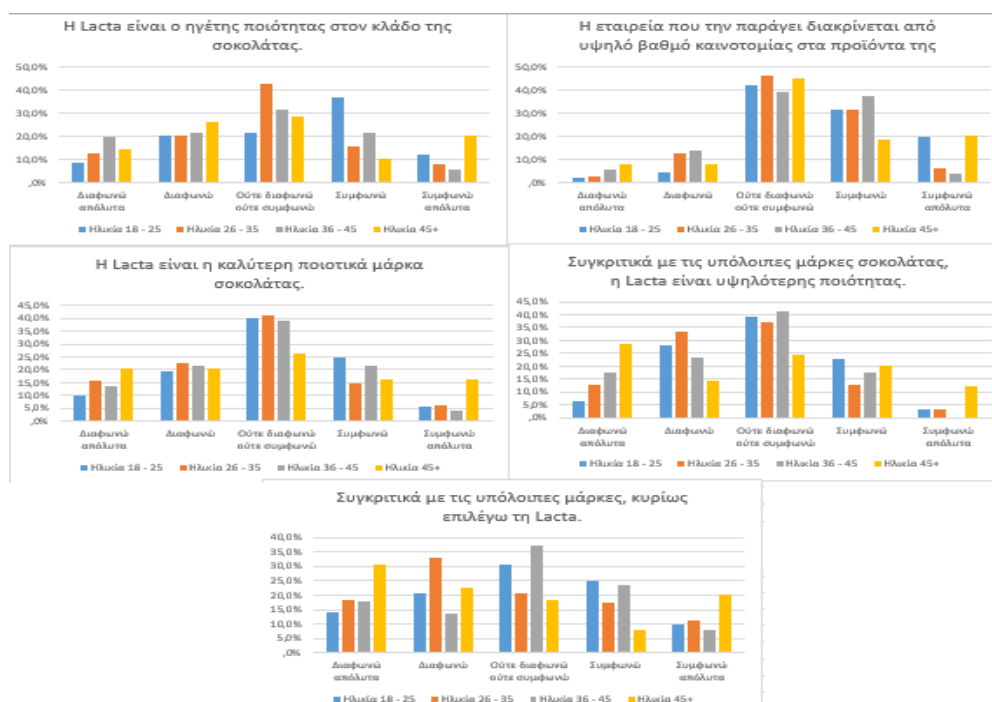 Η Lacta είναι ο ηγέτης ποιότητας στον κλάδο της
σοκολάτας.
50,0%
40,0%
30,0%
20,0%
10,0%
,0%
Διαφωνώ
απόλυτα
Διαφωνώ
Ούτε διαφωνώ
ούτε συμφωνώ
Συμφωνώ
Συμφωνώ
απόλυτα
Ηλικία 18 - 25 Ηλικία 26 - 35 Ηλικία 36 - 45 Ηλικία 45+
Η εταιρεία που την παράγει διακρίνεται από
υψηλό βαθμό καινοτομίας στα προϊόντα της
50,0%
40,0%
30,0%
20,0%
10,0%
,0%
Διαφωνώ
απόλυτα
Διαφωνώ
Ούτε διαφωνώ
ούτε συμφωνώ
Συμφωνώ
Συμφωνώ
απόλυτα
Ηλικία 18 - 25 Ηλικία 26 - 35 Ηλικία 36 - 45 Ηλικία 45+
Η Lacta είναι η καλύτερη ποιοτικά μάρκα
σοκολάτας.
45,0%
40,0%
35,0%
30,0%
25,0%
20,0%
15,0%
10,0%
5,0%
,0%
Διαφωνώ
απόλυτα
Διαφωνώ
Ούτε διαφωνώ
ούτε συμφωνώ
Συμφωνώ
Συμφωνώ
απόλυτα
Ηλικία 18 - 25 Ηλικία 26 - 35 Ηλικία 36 - 45 Ηλικία 45+
Συγκριτικά με τις υπόλοιπες μάρκες σοκολάτας,
η Lacta είναι υψηλότερης ποιότητας.
45,0%
40,0%
35,0%
30,0%
25,0%
20,0%
15,0%
10,0%
5,0%
,0%
Διαφωνώ
απόλυτα
Διαφωνώ
Ούτε διαφωνώ
ούτε συμφωνώ
Συμφωνώ
Συμφωνώ
απόλυτα
Ηλικία 18 - 25 Ηλικία 26 - 35 Ηλικία 36 - 45 Ηλικία 45+
Συγκριτικά με τις υπόλοιπες μάρκες, κυρίως
επιλέγω τη Lacta.
40,0%
35,0%
30,0%
25,0%
20,0%
15,0%
10,0%
5,0%
,0%
Διαφωνώ
απόλυτα
Διαφωνώ
Ούτε διαφωνώ
ούτε συμφωνώ
Συμφωνώ
Συμφωνώ
απόλυτα
Ηλικία 18 - 25 Ηλικία 26 - 35 Ηλικία 36 - 45 Ηλικία 45+